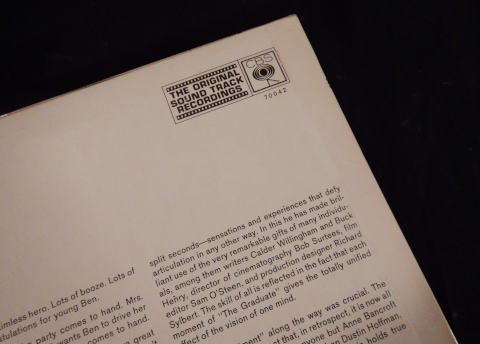 THE ORIGINAL
SOUND TRACK
RECORDINGS
CBS
70042
split seconds—sensations and experiences that defy
articulation in any other way. In this he has made bril-
liant use of the very remarkable gifts of many individu-
als, among them writers Calder Willingham and Buck
Henry, director of cinematography Bob Surtees, film
editor Sam O'Steen, and production designer Richard
Sylbert. The skill of all is reflected in the fact that each
moment of "The Graduate" gives the totally unified
effect of the vision of one mind.
along the way was crucial. The
that, in retrospect, it is now all
anyone but Anne Bancroft
Dustin Hoffman,
holds true
aimless hero. Lots of booze. Lots of
for young Ben.
party comes to hand. Mrs.
wants Ben to drive her
comes to hand.
a great